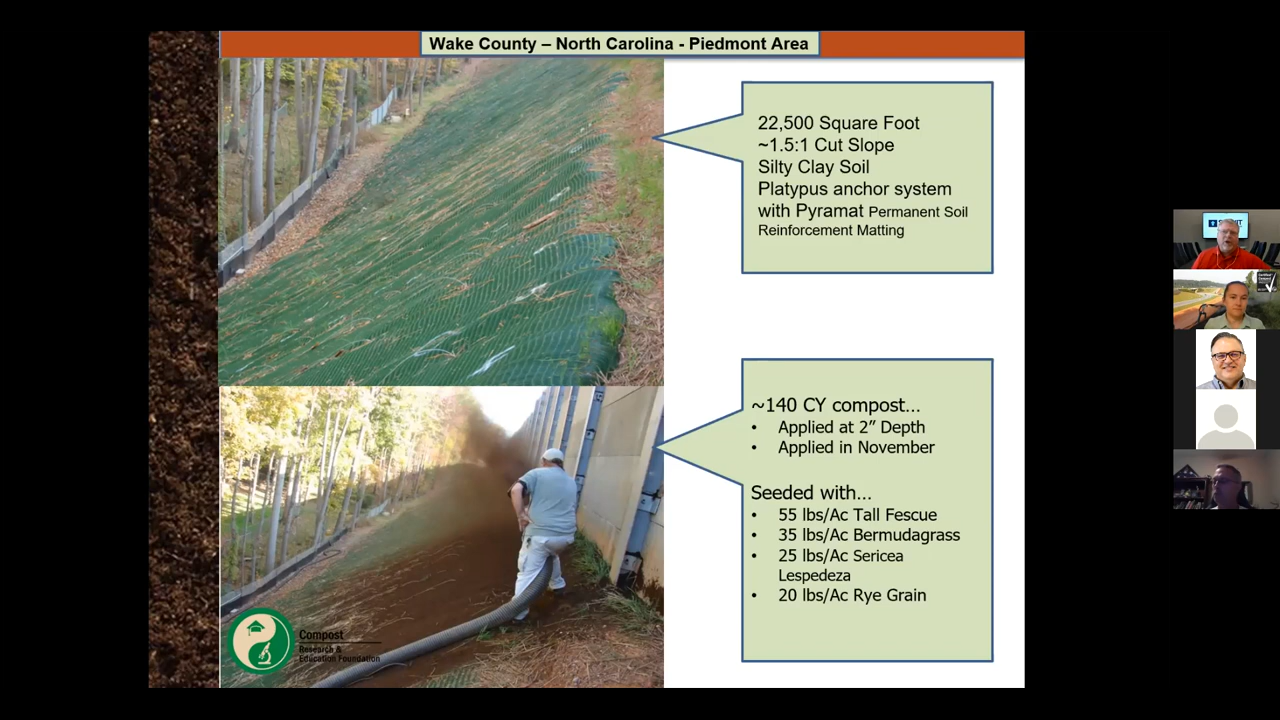 Wake County – North Carolina - Piedmont Area
22,500 Square Foot
~1.5:1 Cut Slope
Silty Clay Soil
Platypus anchor system
with Pyramat Permanent Soil
Reinforcement Matting
~140 CY compost…
• Applied at 2” Depth
• Applied in November
Seeded with…
• 55 lbs/Ac Tall Fescue
• 35 lbs/Ac Bermudagrass
• 25 lbs/Ac Sericea
Lespedeza
• 20 lbs/Ac Rye Grain
Compost
Research &
Education Foundation